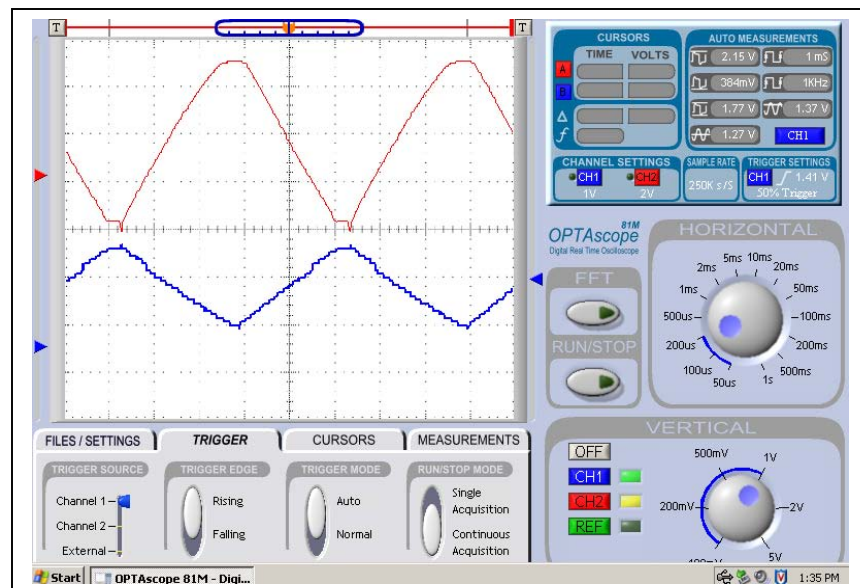 T T
CURSORS
TIME VOLTS
A
B
Δ
f
AUTO MEASUREMENTS
2.15 V 1 mS
384mV 1KHz
1.77 V 1.37 V
1.27 V CH1
CHANNEL SETTINGS
CH1 CH2
1V 2V
SAMPLE RATE
250K s/S
TRIGGER SETTINGS
CH1 1.41 V
50% Trigger
OPTAscope 81M
Digital Real Time Oscilloscope
FFT
RUN/STOP
HORIZONTAL
5ms 10ms
2ms 20ms
1ms 50ms
500us 100ms
200us 200ms
100us 500ms
50us 1s
VERTICAL
OFF
CH1
CH2
REF
500mV 1V
200mV 2V
5V
FILES / SETTINGS TRIGGER CURSORS MEASUREMENTS
TRIGGER SOURCE
Channel 1
Channel 2
External
TRIGGER EDGE
Rising
Falling
TRIGGER MODE
Auto
Normal
RUN/STOP MODE
Single
Acquisition
Continuous
Acquisition
Start OPTAscope 81M - Digi... 1:35 PM